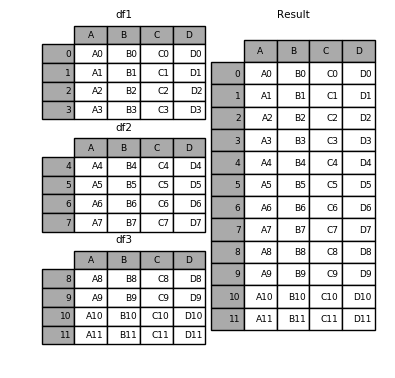 df1
A B C D
0 A0 B0 C0 D0
1 A1 B1 C1 D1
2 A2 B2 C2 D2
3 A3 B3 C3 D3
df2
A B C D
4 A4 B4 C4 D4
5 A5 B5 C5 D5
6 A6 B6 C6 D6
7 A7 B7 C7 D7
df3
A B C D
8 A8 B8 C8 D8
9 A9 B9 C9 D9
10 A10 B10 C10 D10
11 A11 B11 C11 D11
Result
A B C D
0 A0 B0 C0 D0
1 A1 B1 C1 D1
2 A2 B2 C2 D2
3 A3 B3 C3 D3
4 A4 B4 C4 D4
5 A5 B5 C5 D5
6 A6 B6 C6 D6
7 A7 B7 C7 D7
8 A8 B8 C8 D8
9 A9 B9 C9 D9
10 A10 B10 C10 D10
11 A11 B11 C11 D11